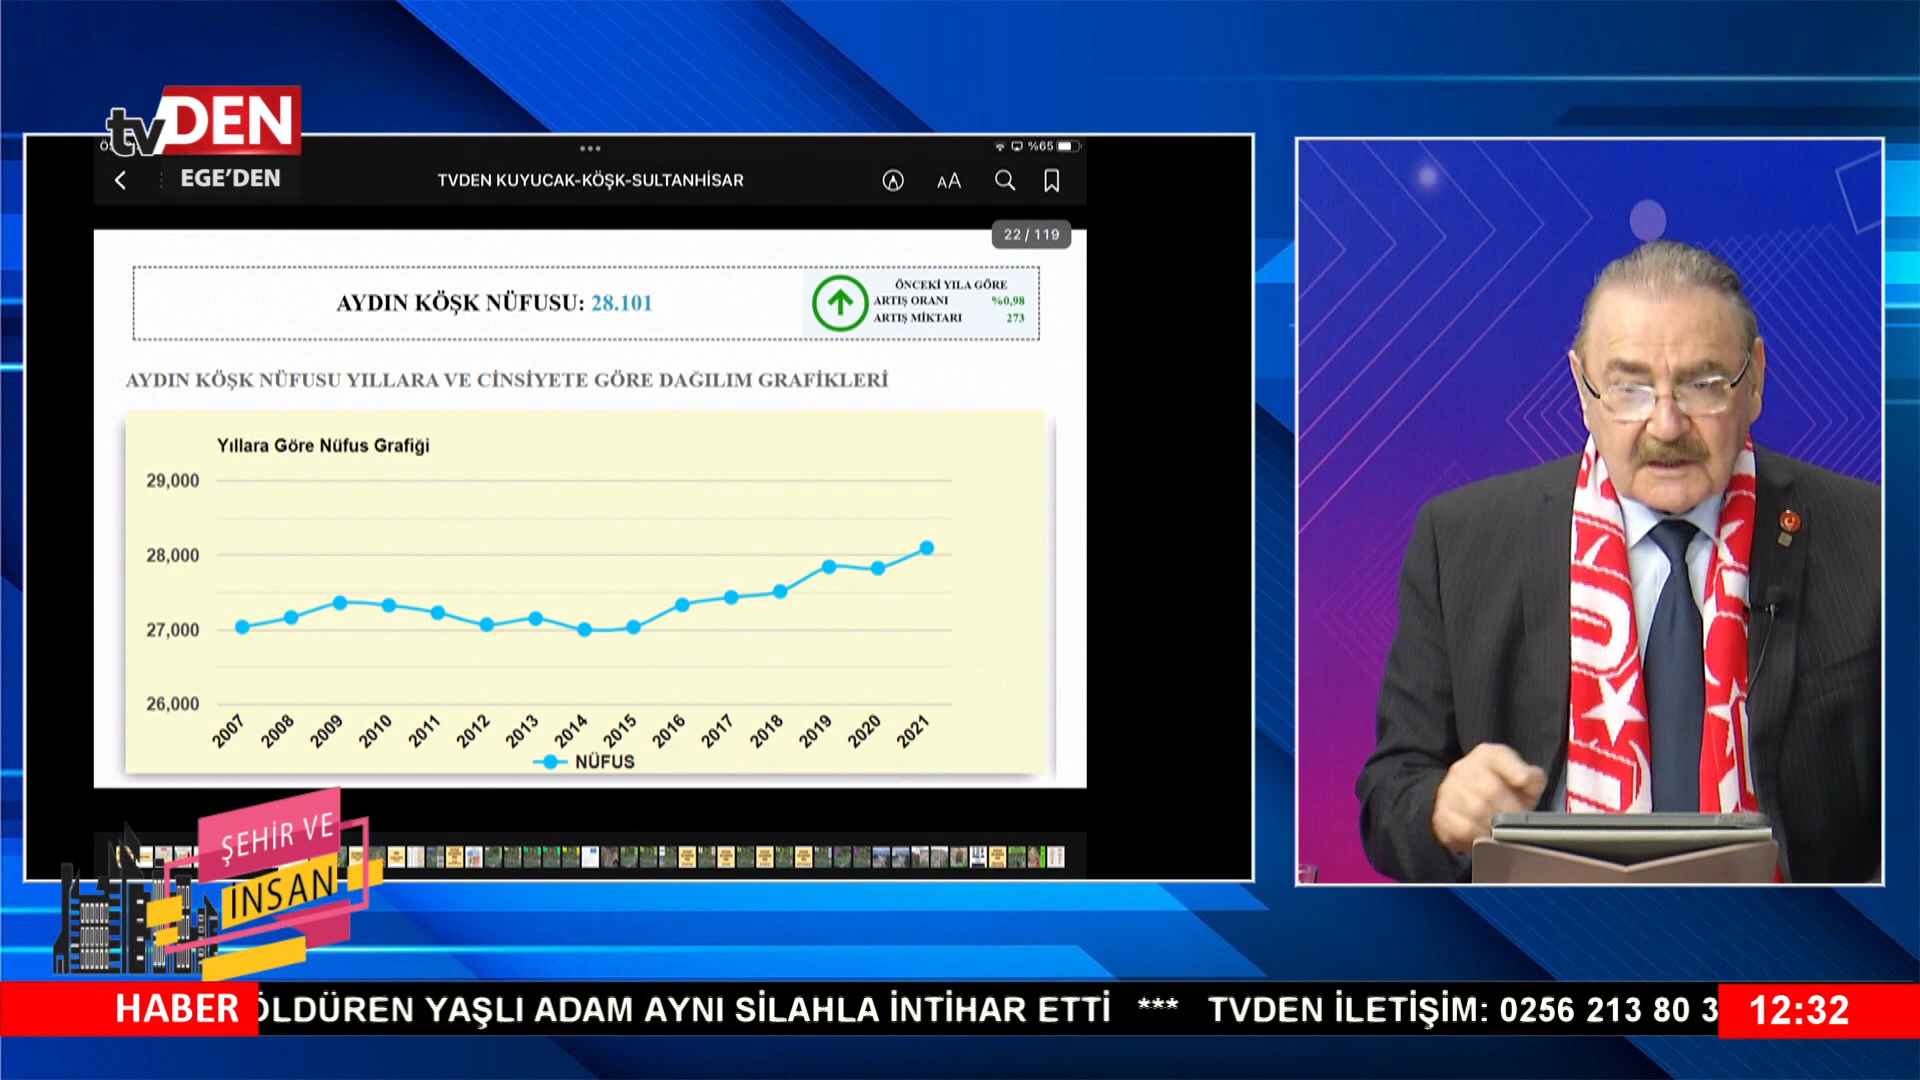 tvDEN
EGE'DEN
%65
TVDEN KUYUCAK-KÖŞK-SULTANHİSAR
AA
22 / 119
AYDIN KÖŞK NÜFUSU: 28.101
ÖNCEKİ YILA GÖRE
ARTIŞ ORANI %0,98
ARTIŞ MİKTARI 273
AYDIN KÖŞK NÜFUSU YILLARA VE CİNSİYETE GÖRE DAĞILIM GRAFİKLERİ
Yıllara Göre Nüfus Grafiği
29,000
28,000
27,000
26,000
2007 2008 2009 2010 2011 2012 2013 2014 2015 2016 2017 2018 2019 2020 2021
NÜFUS
ŞEHİR VE
İNSAN
HABER
ÖLDÜREN YAŞLI ADAM AYNI SİLAHLA İNTİHAR ETTİ *** TVDEN İLETİŞİM: 0256 213 80 3
12:32